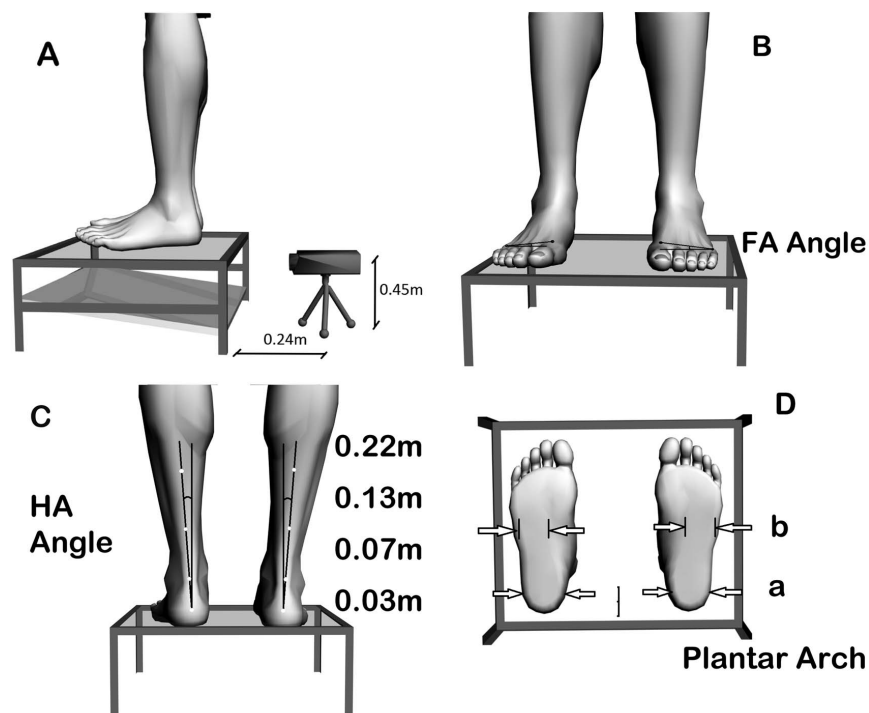 A
0.45m
0.24m
B
FA Angle
C
HA
Angle
0.22m
0.13m
0.07m
0.03m
D
b
a
Plantar Arch